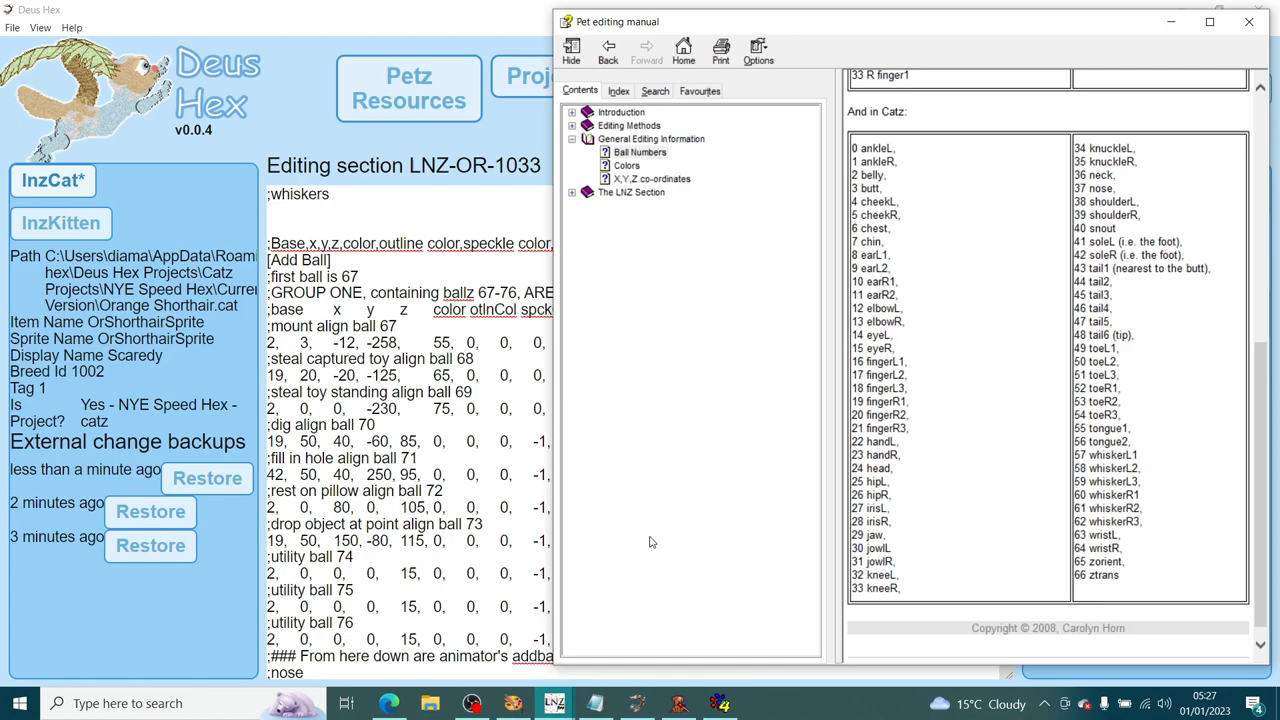 Deus Hex
File View Help
Deus
Hex
v0.0.4
Petz
Resources
Proj
lnzCat*
lnzKitten
Path C:\Users\diama\AppData\Roami
hex\Deus Hex Projects\Catz
Projects\NYE Speed Hex\Curren
Version\Orange Shorthair.cat
Item Name OrShorthairSprite
Sprite Name OrShorthairSprite
Display Name Scaredy
Breed Id 1002
Tag 1
Is Yes - NYE Speed Hex -
Project? catz
External change backups
less than a minute ago Restore
2 minutes ago Restore
3 minutes ago Restore
Editing section LNZ-OR-1033
;whiskers
;Base,x,y,z,color,outline color,speckle color,
[Add Ball]
;first ball is 67
;GROUP ONE, containing ballz 67-76, ARE
;base x y z color otlnCol spck
;mount align ball 67
2, 3, -12, -258, 55, 0, 0, 0,
;steal captured toy align ball 68
19, 20, -20, -125, 65, 0, 0, 0,
;steal toy standing align ball 69
2, 0, 0, -230, 75, 0, 0, 0,
;dig align ball 70
19, 50, 40, -60, 85, 0, 0, -1,
;fill in hole align ball 71
42, 50, 40, 250, 95, 0, 0, -1,
;rest on pillow align ball 72
2, 0, 80, 0, 105, 0, 0, -1,
;drop object at point align ball 73
19, 50, 150, -80, 115, 0, 0, -1,
;utility ball 74
2, 0, 0, 0, 15, 0, 0, -1,
;utility ball 75
2, 0, 0, 0, 15, 0, 0, -1,
;utility ball 76
2, 0, 0, 0, 15, 0, 0, -1,
;### From here down are animator's addba
;nose
Pet editing manual
Hide Back Forward Home Print Options
Contents Index Search Favourites
Introduction
Editing Methods
General Editing Information
Ball Numbers
Colors
X,Y,Z co-ordinates
The LNZ Section
33 R finger1
And in Catz:
0 ankleL,
1 ankleR,
2 belly,
3 butt,
4 cheekL,
5 cheekR,
6 chest,
7 chin,
8 earL1,
9 earL2,
10 earR1,
11 earR2,
12 elbowL,
13 elbowR,
14 eyeL,
15 eyeR,
16 fingerL1,
17 fingerL2,
18 fingerL3,
19 fingerR1,
20 fingerR2,
21 fingerR3,
22 handL,
23 handR,
24 head,
25 hipL,
26 hipR,
27 irisL,
28 irisR,
29 jaw,
30 jowlL
31 jowlR,
32 kneeL,
33 kneeR,
34 knuckleL,
35 knuckleR,
36 neck,
37 nose,
38 shoulderL,
39 shoulderR,
40 snout
41 soleL (i.e. the foot),
42 soleR (i.e. the foot),
43 tail1 (nearest to the butt),
44 tail2,
45 tail3,
46 tail4,
47 tail5,
48 tail6 (tip),
49 toeL1,
50 toeL2,
51 toeL3,
52 toeR1,
53 toeR2,
54 toeR3,
55 tongue1,
56 tongue2,
57 whiskerL1
58 whiskerL2,
59 whiskerL3,
60 whiskerR1
61 whiskerR2,
62 whiskerR3,
63 wristL,
64 wristR,
65 zorient,
66 ztrans
Copyright © 2008, Carolyn Horn
Type here to search
LNZ
4
15°C Cloudy
05:27
01/01/2023
4